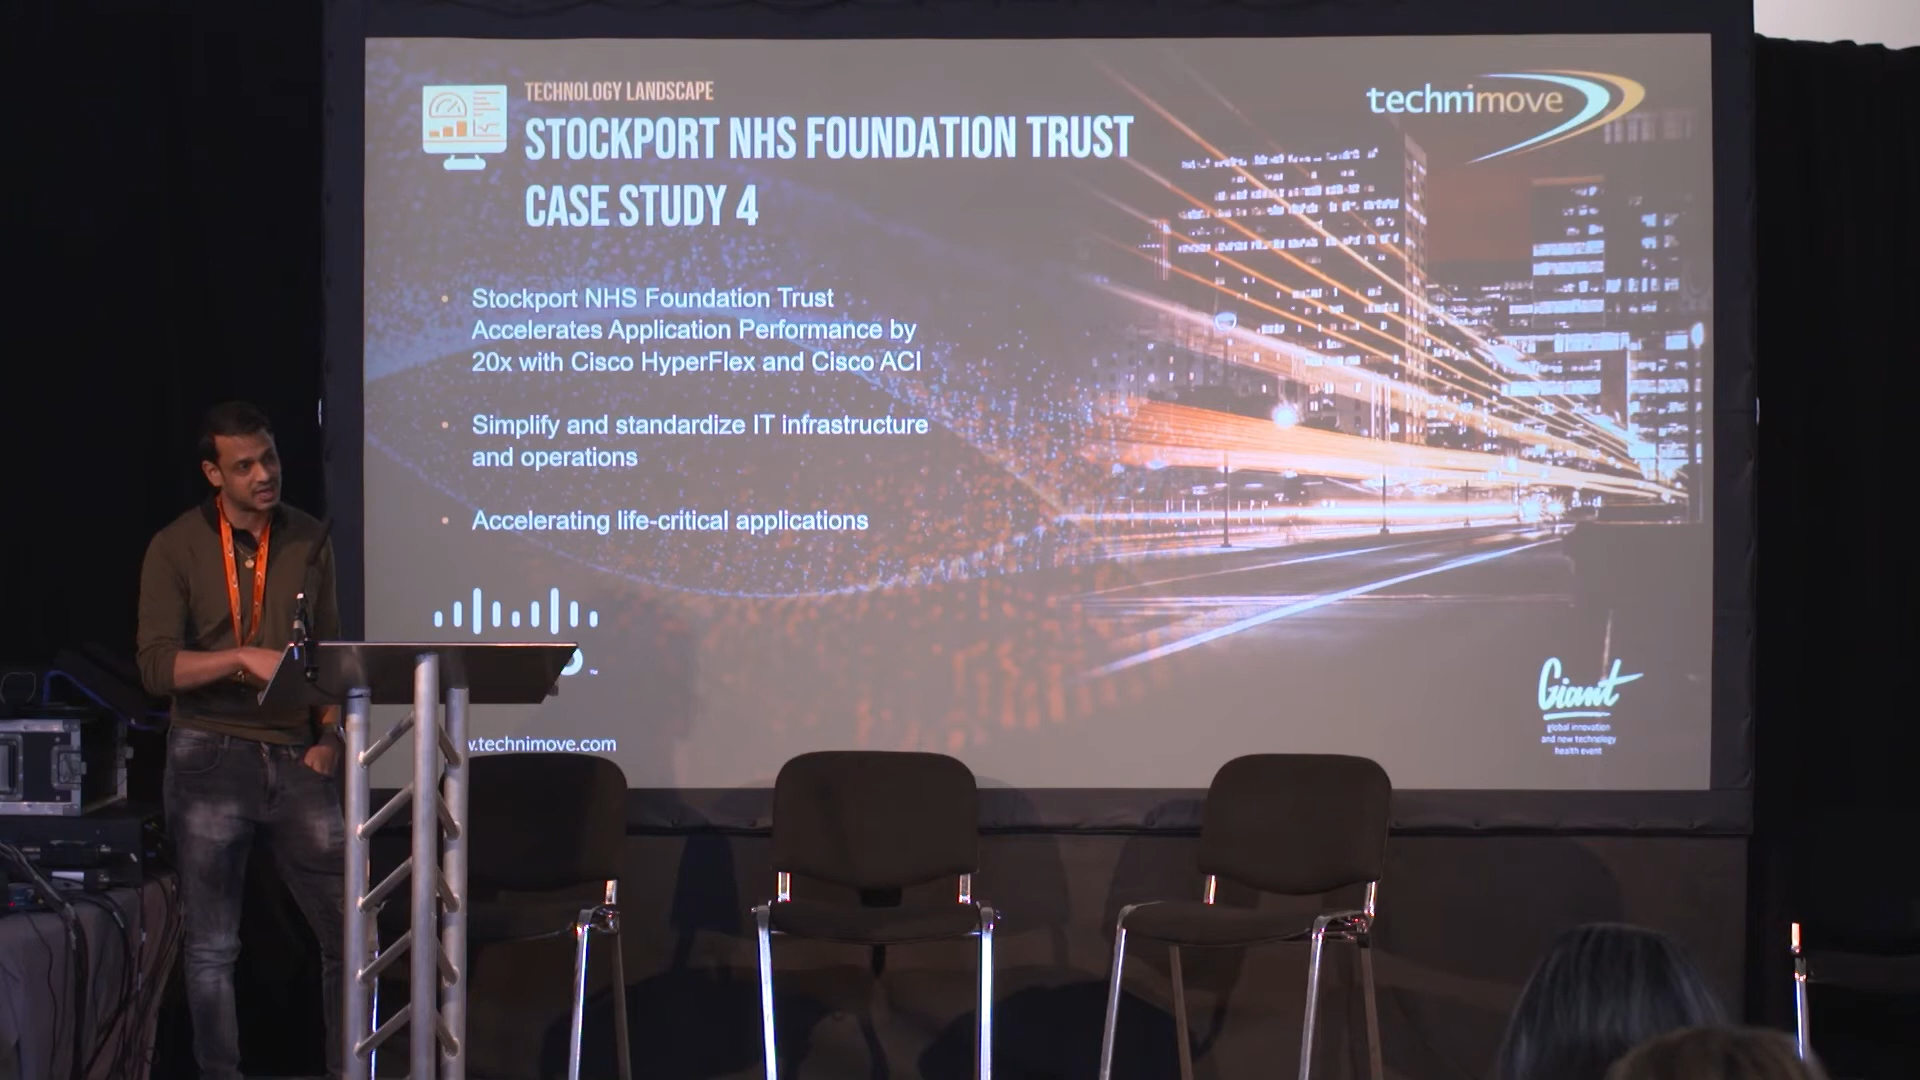 TECHNOLOGY LANDSCAPE
STOCKPORT NHS FOUNDATION TRUST
CASE STUDY 4
technimove
• Stockport NHS Foundation Trust
Accelerates Application Performance by
20x with Cisco HyperFlex and Cisco ACI
• Simplify and standardize IT infrastructure
and operations
• Accelerating life-critical applications
™
w.technimove.com
Giant
global innovation
and new technology
health event